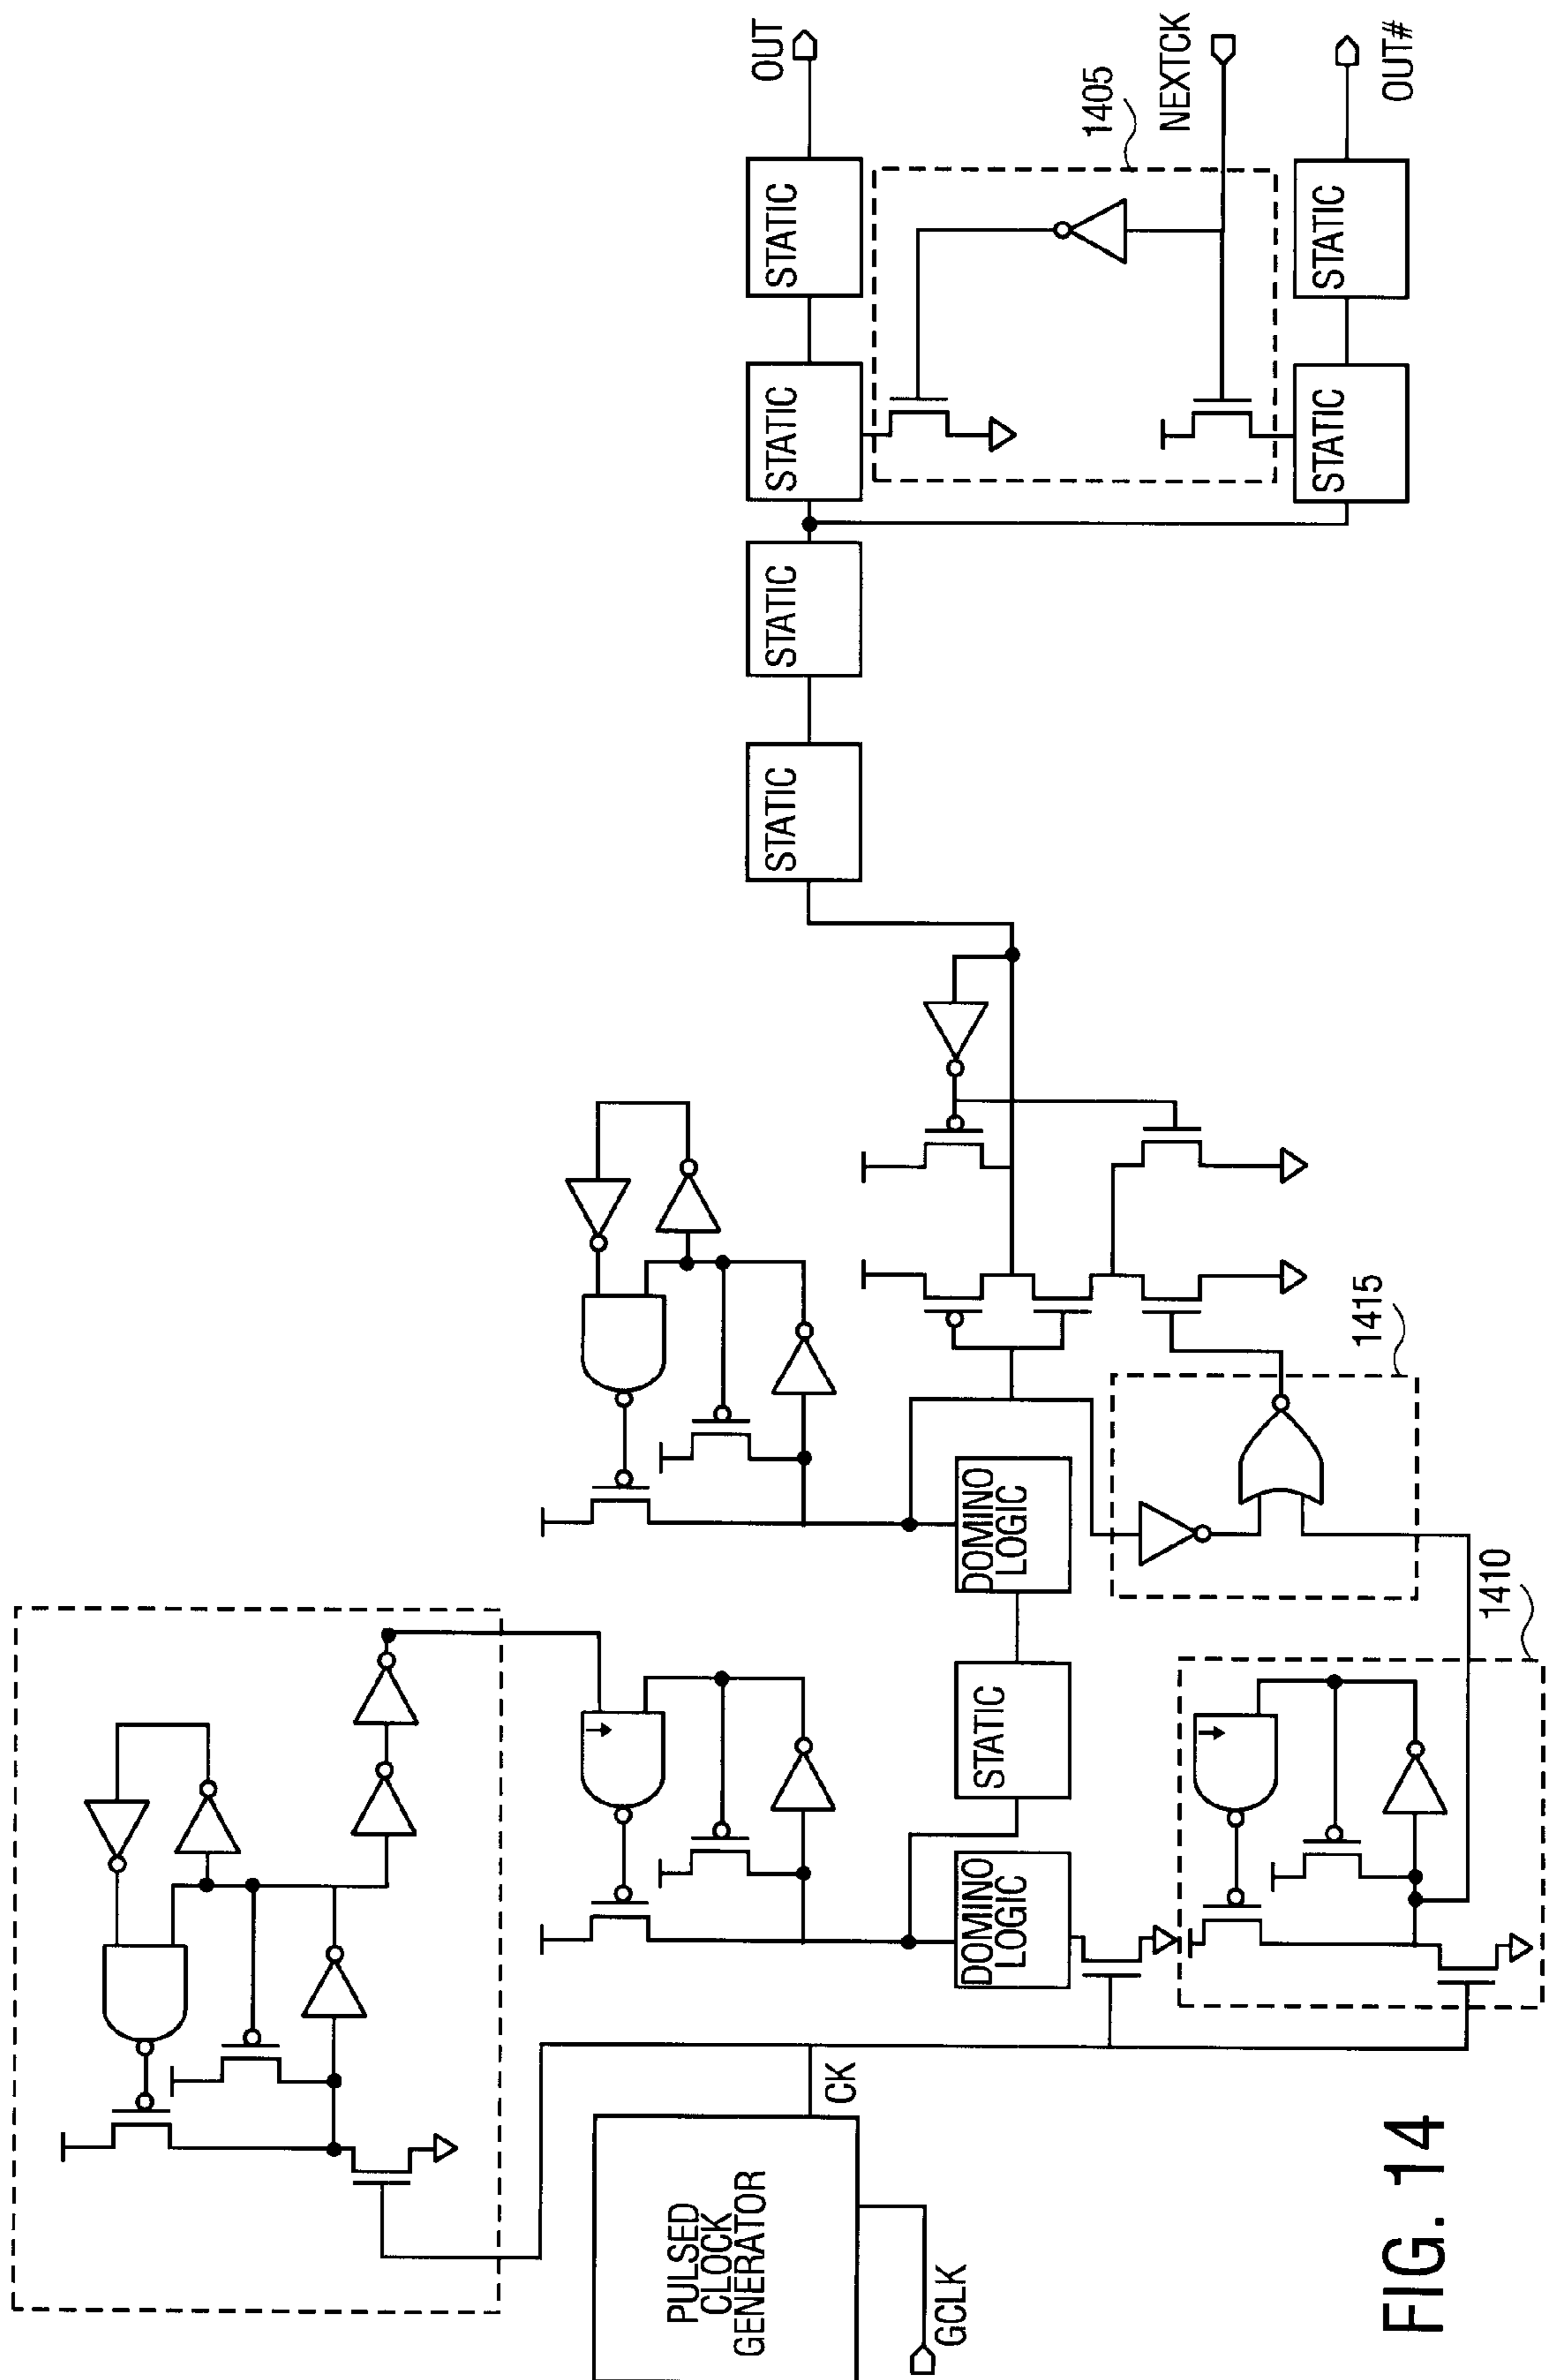 PULSED
CLOCK
GENERATOR
GCLK
CK
DOMINO
LOGIC
STATIC
DOMINO
LOGIC
1410
1415
STATIC
STATIC
STATIC
STATIC
OUT
1405
NEXTCK
STATIC
STATIC
OUT#
FIG. 14